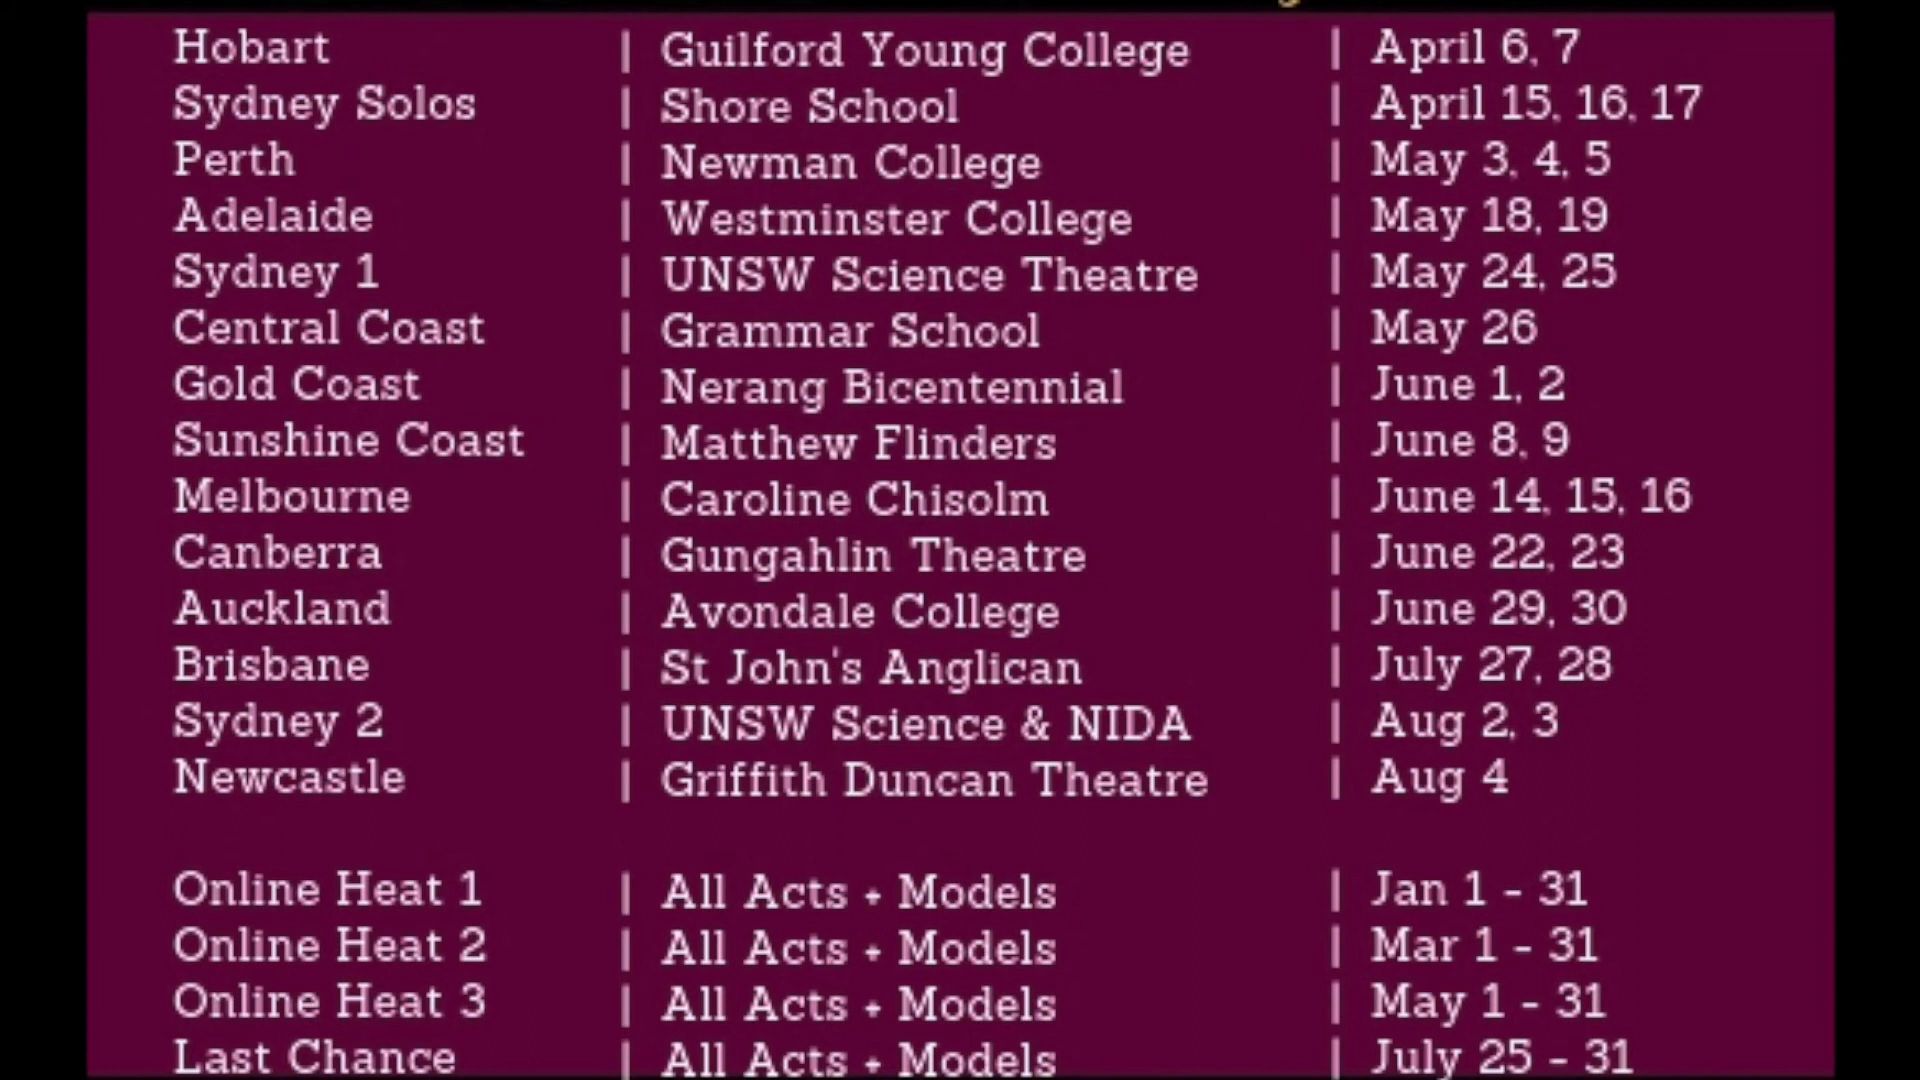 Hobart | Guilford Young College | April 6, 7
Sydney Solos | Shore School | April 15, 16, 17
Perth | Newman College | May 3, 4, 5
Adelaide | Westminster College | May 18, 19
Sydney 1 | UNSW Science Theatre | May 24, 25
Central Coast | Grammar School | May 26
Gold Coast | Nerang Bicentennial | June 1, 2
Sunshine Coast | Matthew Flinders | June 8, 9
Melbourne | Caroline Chisolm | June 14, 15, 16
Canberra | Gungahlin Theatre | June 22, 23
Auckland | Avondale College | June 29, 30
Brisbane | St John's Anglican | July 27, 28
Sydney 2 | UNSW Science & NIDA | Aug 2, 3
Newcastle | Griffith Duncan Theatre | Aug 4
Online Heat 1 | All Acts + Models | Jan 1 - 31
Online Heat 2 | All Acts + Models | Mar 1 - 31
Online Heat 3 | All Acts + Models | May 1 - 31
Last Chance | All Acts + Models | July 25 - 31